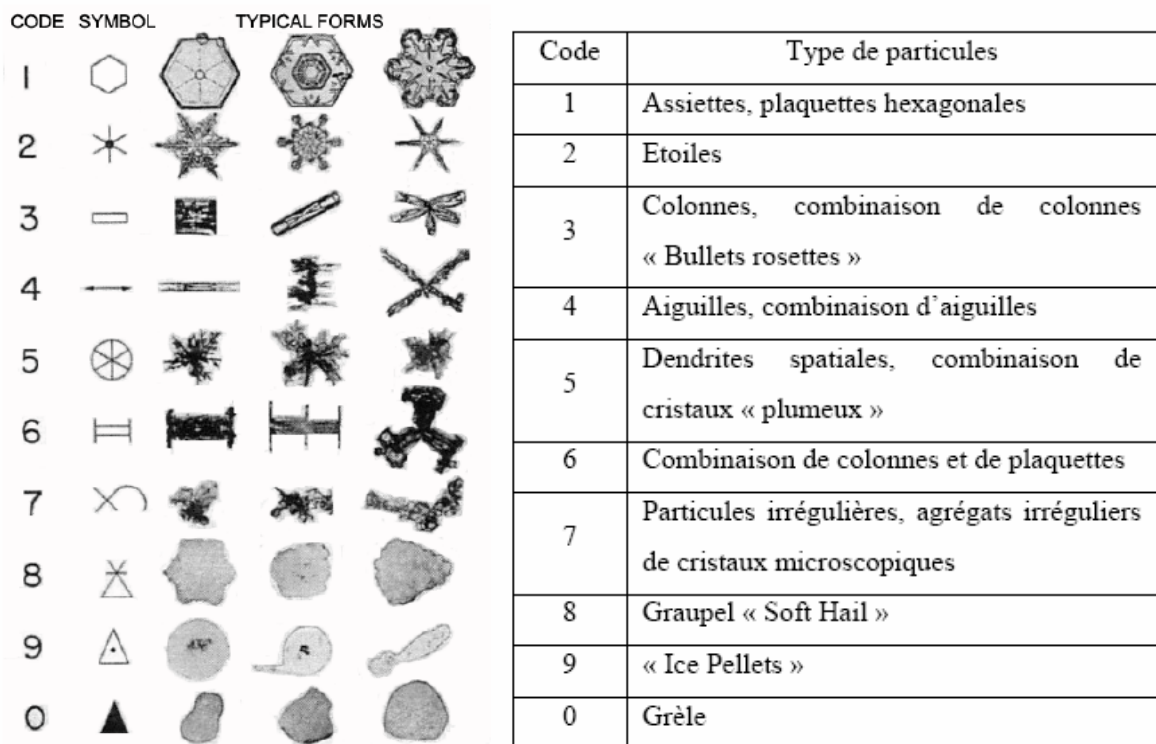 CODE SYMBOL TYPICAL FORMS
1
2
3
4
5
6
7
8
9
0
Code Type de particules
1 Assiettes, plaquettes hexagonales
2 Etoiles
3 Colonnes, combinaison de colonnes
« Bullets rosettes »
4 Aiguilles, combinaison d’aiguilles
5 Dendrites spatiales, combinaison de
cristaux « plumeux »
6 Combinaison de colonnes et de plaquettes
7 Particules irrégulières, agrégats irréguliers
de cristaux microscopiques
8 Graupel « Soft Hail »
9 « Ice Pellets »
0 Grèle